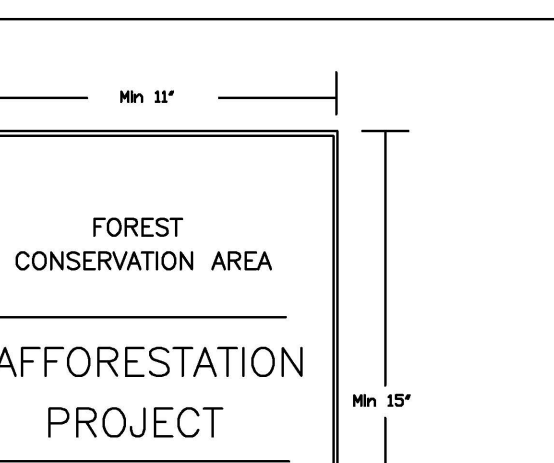 Min 11"
FOREST
CONSERVATION AREA
AFFORESTATION
PROJECT
Min 15"